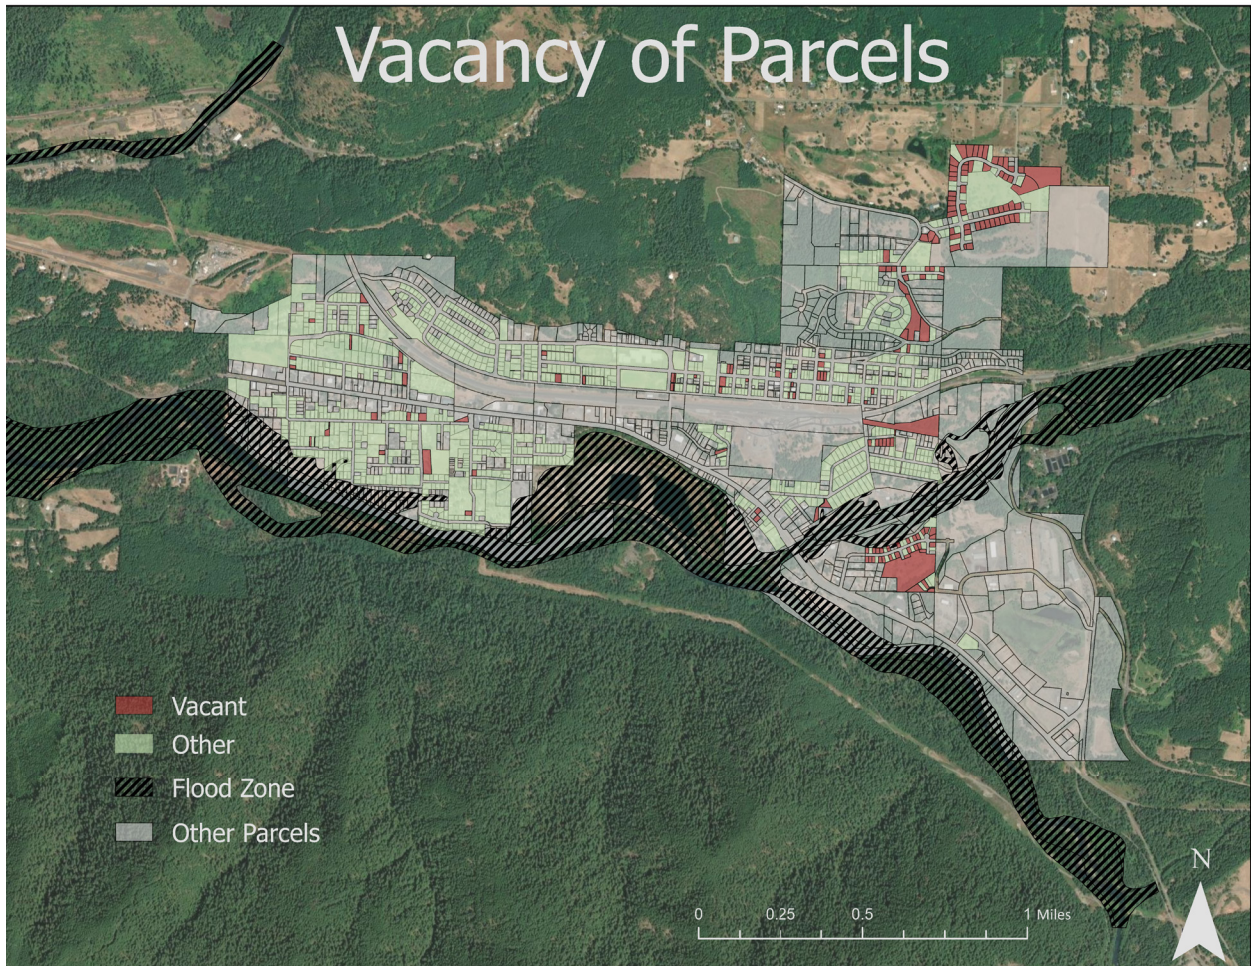 Vacancy of Parcels
Vacant
Other
Flood Zone
Other Parcels
N
0 0.25 0.5 1 Miles